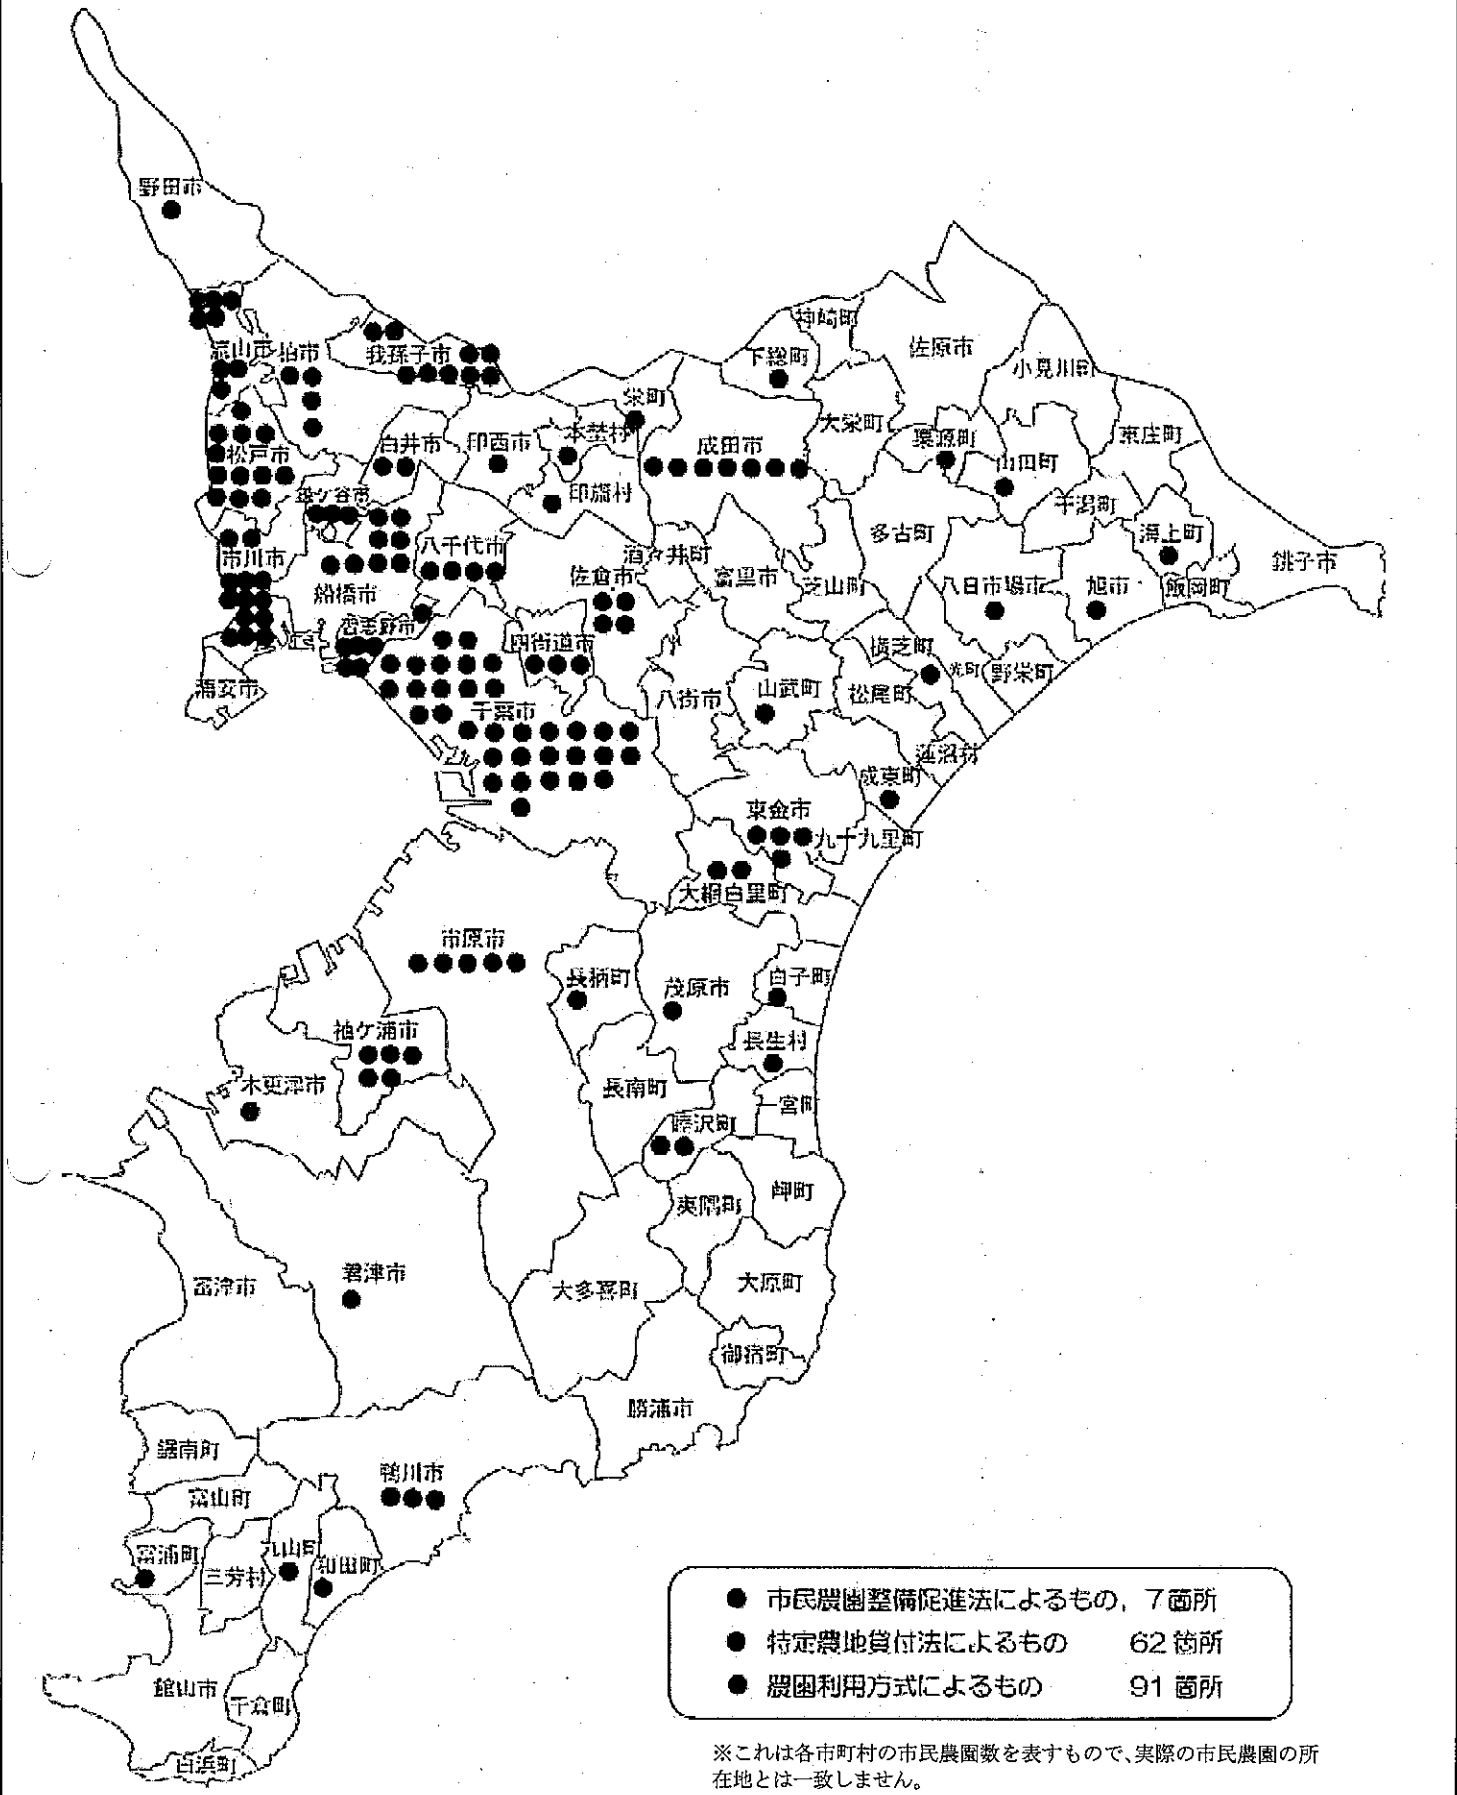 野田市
神崎町
下総町
佐原市
流山市
柏市
我孫子市
小見川町
栄町
大栄町
栗源町
東庄町
白井市
印西市
本埜村
成田市
松戸市
山田町
鎌ケ谷市
印旛村
干潟町
多古町
海上町
八千代市
市川市
酒々井町
銚子市
佐倉市
富里市
芝山町
八日市場市
旭市
飯岡町
船橋市
習志野市
四街道市
横芝町
光町
野栄町
浦安市
八街市
山武町
松尾町
千葉市
蓮沼村
成東町
東金市
九十九里町
大網白里町
市原市
長柄町
茂原市
白子町
袖ケ浦市
長生村
木更津市
長南町
一宮町
睦沢町
岬町
夷隅町
富津市
君津市
大多喜町
大原町
御宿町
勝浦市
鋸南町
鴨川市
富山町
富浦町
丸山町
和田町
三芳村
館山市
千倉町
白浜町
● 市民農園整備促進法によるもの, 7箇所
● 特定農地貸付法によるもの 62箇所
● 農園利用方式によるもの 91箇所
※これは各市町村の市民農園数を表すもので、実際の市民農園の所
在地とは一致しません。